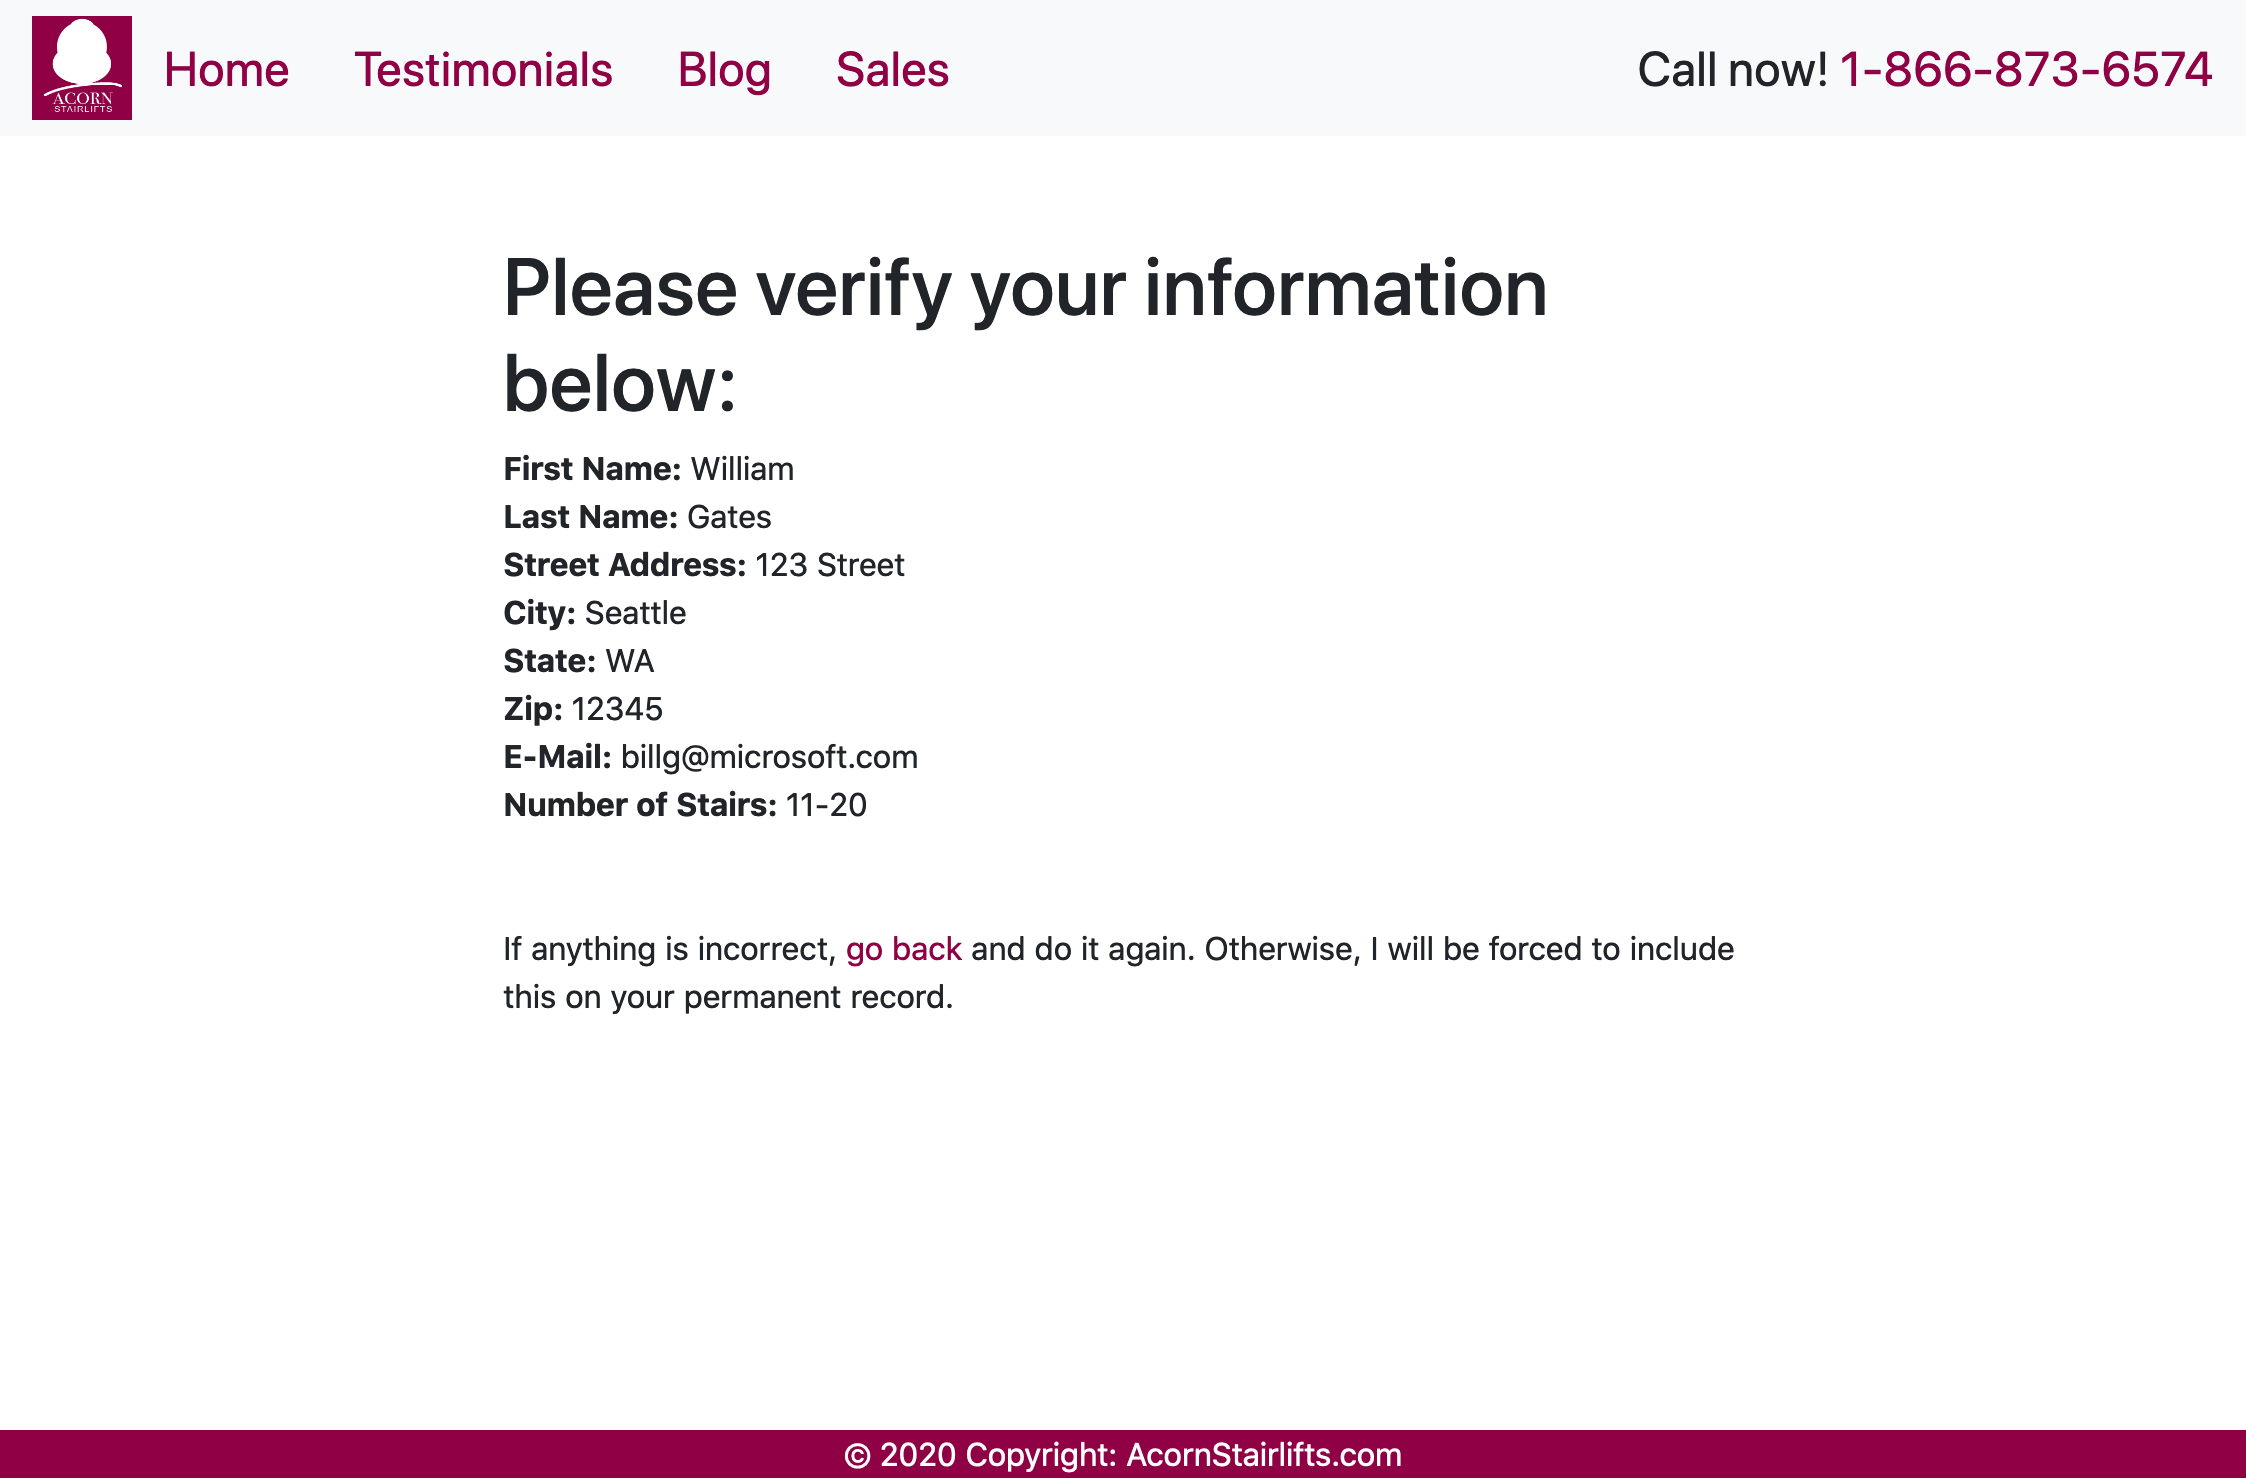 ACORN
STAIRLIFTS
Home Testimonials Blog Sales Call now! 1-866-873-6574
Please verify your information
below:
First Name: William
Last Name: Gates
Street Address: 123 Street
City: Seattle
State: WA
Zip: 12345
E-Mail: billg@microsoft.com
Number of Stairs: 11-20
If anything is incorrect, go back and do it again. Otherwise, I will be forced to include
this on your permanent record.
© 2020 Copyright: AcornStairlifts.com